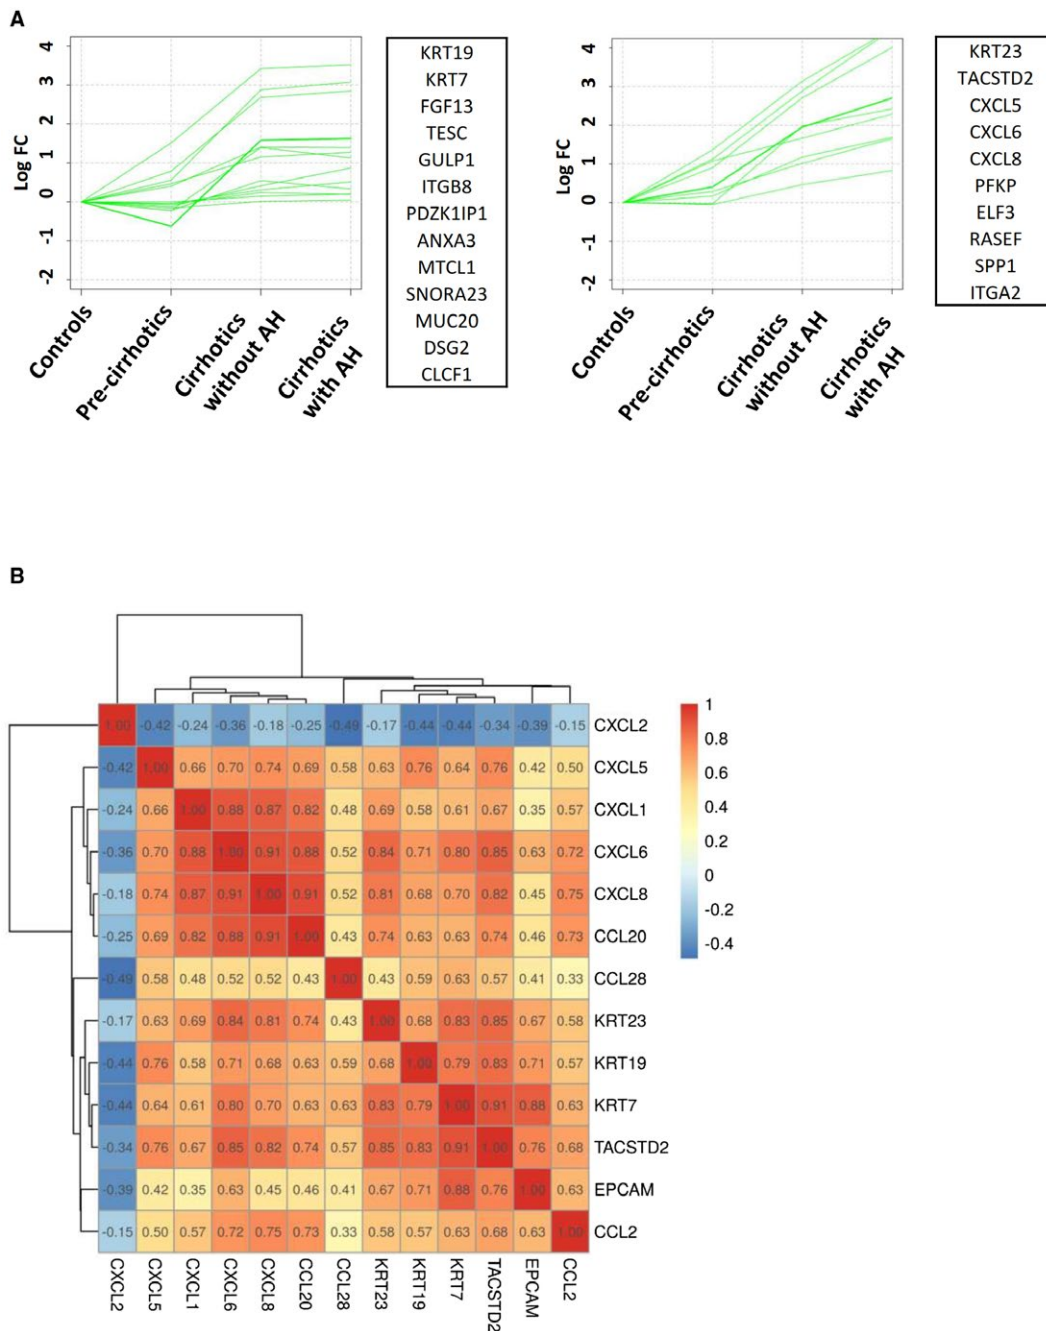 A
Log FC
4
3
2
1
0
-1
-2
Controls
Pre-cirrhotics
Cirrhotics
without AH
Cirrhotics
with AH
KRT19
KRT7
FGF13
TESC
GULP1
ITGB8
PDZK1IP1
ANXA3
MTCL1
SNORA23
MUC20
DSG2
CLCF1
Log FC
4
3
2
1
0
-1
-2
Controls
Pre-cirrhotics
Cirrhotics
without AH
Cirrhotics
with AH
KRT23
TACSTD2
CXCL5
CXCL6
CXCL8
PFKP
ELF3
RASEF
SPP1
ITGA2
B
1.00 -0.42 -0.24 -0.36 -0.18 -0.25 -0.49 -0.17 -0.44 -0.44 -0.34 -0.39 -0.15 CXCL2
-0.42 1.00 0.66 0.70 0.74 0.69 0.58 0.63 0.76 0.64 0.76 0.42 0.50 CXCL5
-0.24 0.66 1.00 0.88 0.87 0.82 0.48 0.69 0.58 0.61 0.67 0.35 0.57 CXCL1
-0.36 0.70 0.88 1.00 0.91 0.88 0.52 0.84 0.71 0.80 0.85 0.63 0.72 CXCL6
-0.18 0.74 0.87 0.91 1.00 0.91 0.52 0.81 0.68 0.70 0.82 0.45 0.75 CXCL8
-0.25 0.69 0.82 0.88 0.91 1.00 0.43 0.74 0.63 0.63 0.74 0.46 0.73 CCL20
-0.49 0.58 0.48 0.52 0.52 0.43 1.00 0.43 0.59 0.63 0.57 0.41 0.33 CCL28
-0.17 0.63 0.69 0.84 0.81 0.74 0.43 1.00 0.68 0.83 0.85 0.67 0.58 KRT23
-0.44 0.76 0.58 0.71 0.68 0.63 0.59 0.68 1.00 0.79 0.83 0.71 0.57 KRT19
-0.44 0.64 0.61 0.80 0.70 0.63 0.63 0.83 0.79 1.00 0.91 0.88 0.63 KRT7
-0.34 0.76 0.67 0.85 0.82 0.74 0.57 0.85 0.83 0.91 1.00 0.76 0.68 TACSTD2
-0.39 0.42 0.35 0.63 0.45 0.46 0.41 0.67 0.71 0.88 0.76 1.00 0.63 EPCAM
-0.15 0.50 0.57 0.72 0.75 0.73 0.33 0.58 0.57 0.63 0.68 0.63 1.00 CCL2
CXCL2 CXCL5 CXCL1 CXCL6 CXCL8 CCL20 CCL28 KRT23 KRT19 KRT7 TACSTD2 EPCAM CCL2
1
0.8
0.6
0.4
0.2
0
-0.2
-0.4